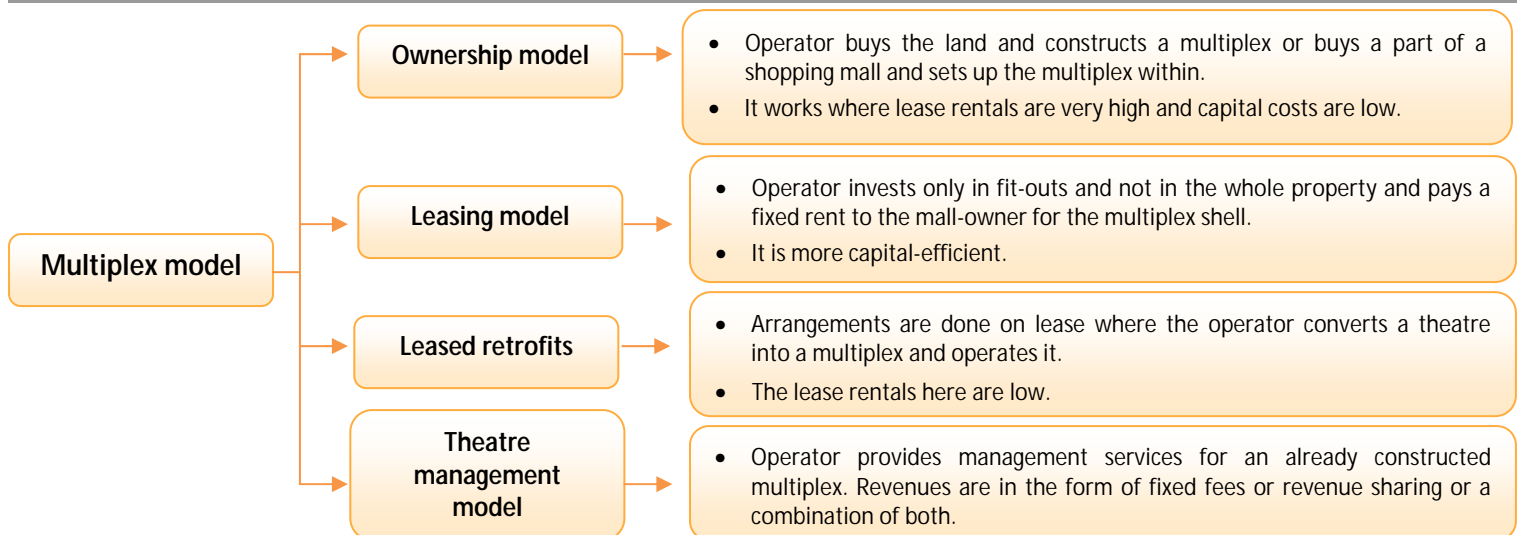 Multiplex model
Ownership model
• Operator buys the land and constructs a multiplex or buys a part of a
shopping mall and sets up the multiplex within.
• It works where lease rentals are very high and capital costs are low.
Leasing model
• Operator invests only in fit-outs and not in the whole property and pays a
fixed rent to the mall-owner for the multiplex shell.
• It is more capital-efficient.
Leased retrofits
• Arrangements are done on lease where the operator converts a theatre
into a multiplex and operates it.
• The lease rentals here are low.
Theatre
management
model
• Operator provides management services for an already constructed
multiplex. Revenues are in the form of fixed fees or revenue sharing or a
combination of both.